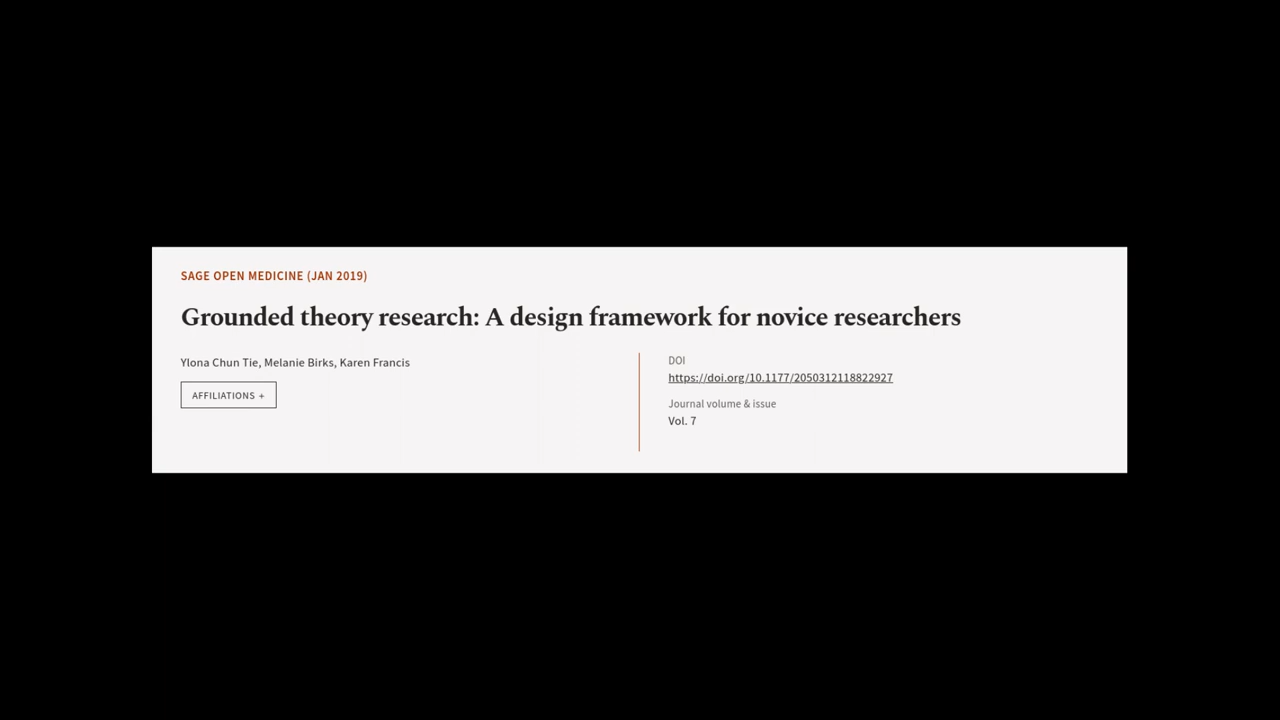 SAGE OPEN MEDICINE (JAN 2019)
Grounded theory research: A design framework for novice researchers
Ylona Chun Tie, Melanie Birks, Karen Francis
AFFILIATIONS +
DOI
https://doi.org/10.1177/2050312118822927
Journal volume & issue
Vol. 7